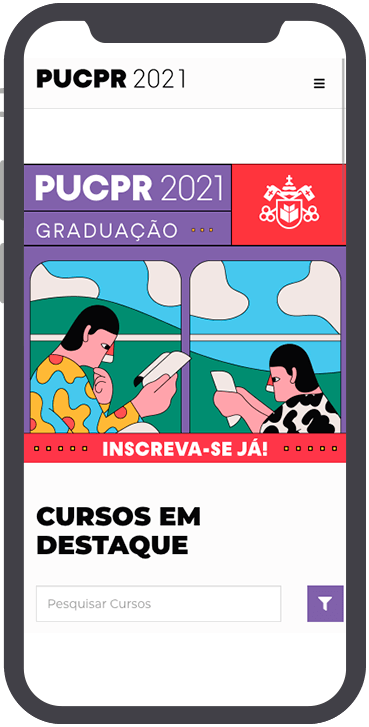 PUCPR 2021
PUCPR 2021
GRADUAÇÃO
INSCREVA-SE JÁ!
CURSOS EM
DESTAQUE
Pesquisar Cursos